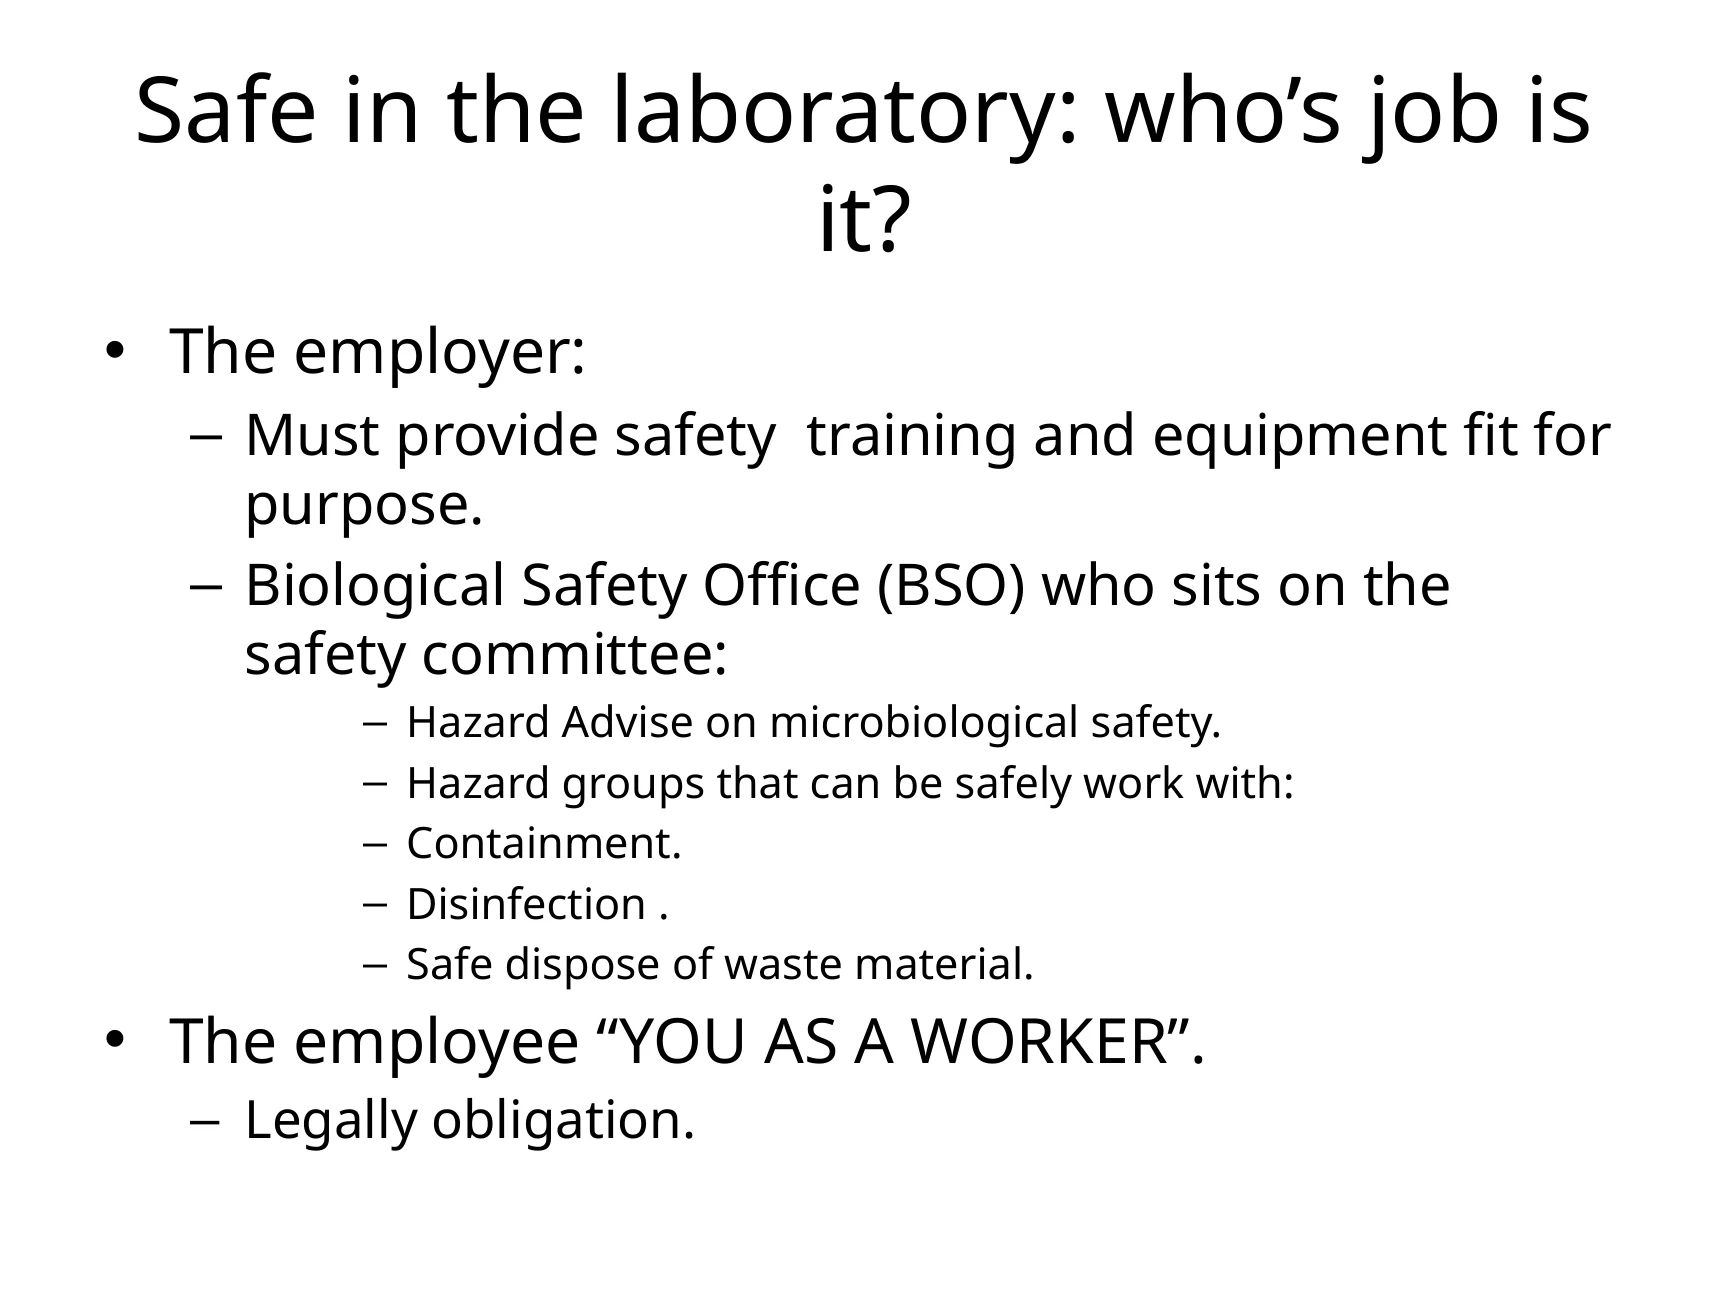 Safe in the laboratory: who’s job is
it?
• The employer:
– Must provide safety  training and equipment fit for
purpose.
– Biological Safety Office (BSO) who sits on the
safety committee:
– Hazard Advise on microbiological safety.
– Hazard groups that can be safely work with:
– Containment.
– Disinfection .
– Safe dispose of waste material.
• The employee “YOU AS A WORKER”.
– Legally obligation.